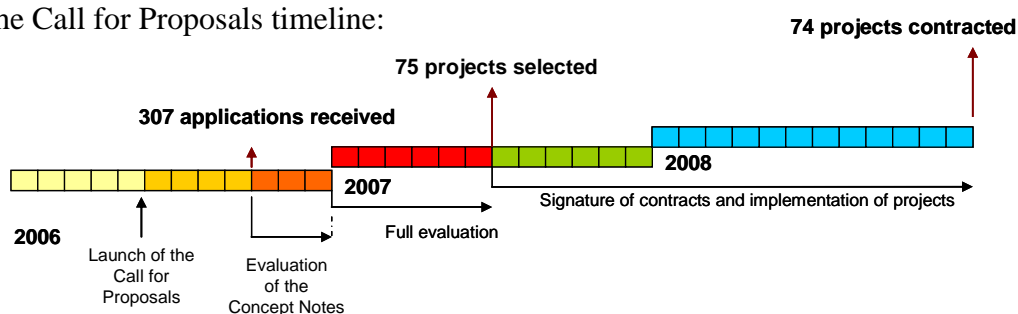 Call for Proposals timeline:
74 projects contracted
75 projects selected
307 applications received
2008
2007
Signature of contracts and implementation of projects
Full evaluation
2006
Launch of the
Call for
Proposals
Evaluation
of the
Concept Notes